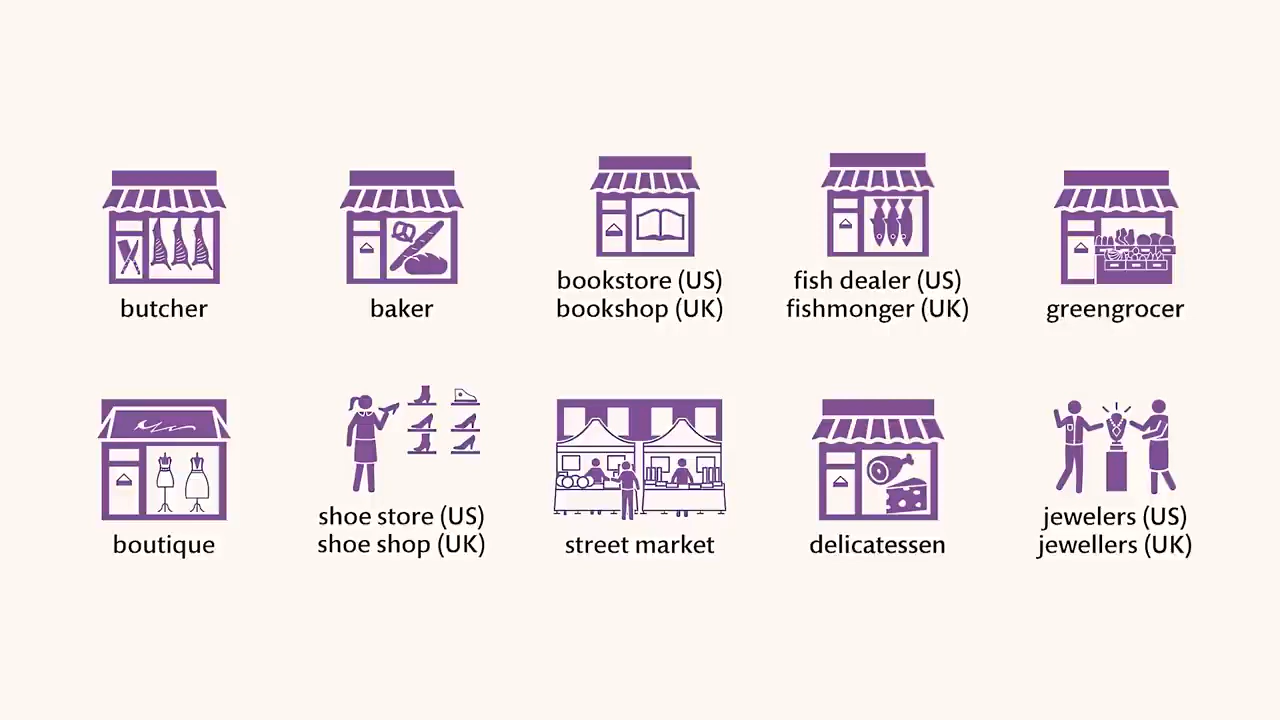 butcher
baker
bookstore (US)
bookshop (UK)
fish dealer (US)
fishmonger (UK)
greengrocer
boutique
shoe store (US)
shoe shop (UK)
street market
delicatessen
jewelers (US)
jewellers (UK)